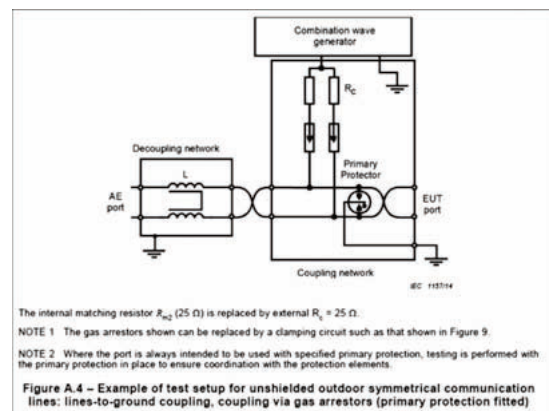 Combination wave
generator
Rc
Decoupling network
L
Primary
Protector
AE
port
EUT
port
Coupling network
IEC 1157/14
The internal matching resistor Rm2 (25 Ω) is replaced by external Rc = 25 Ω.
NOTE 1 The gas arrestors shown can be replaced by a clamping circuit such as that shown in Figure 9.
NOTE 2 Where the port is always intended to be used with specified primary protection, testing is performed with
the primary protection in place to ensure coordination with the protection elements.
Figure A.4 – Example of test setup for unshielded outdoor symmetrical communication
lines: lines-to-ground coupling, coupling via gas arrestors (primary protection fitted)